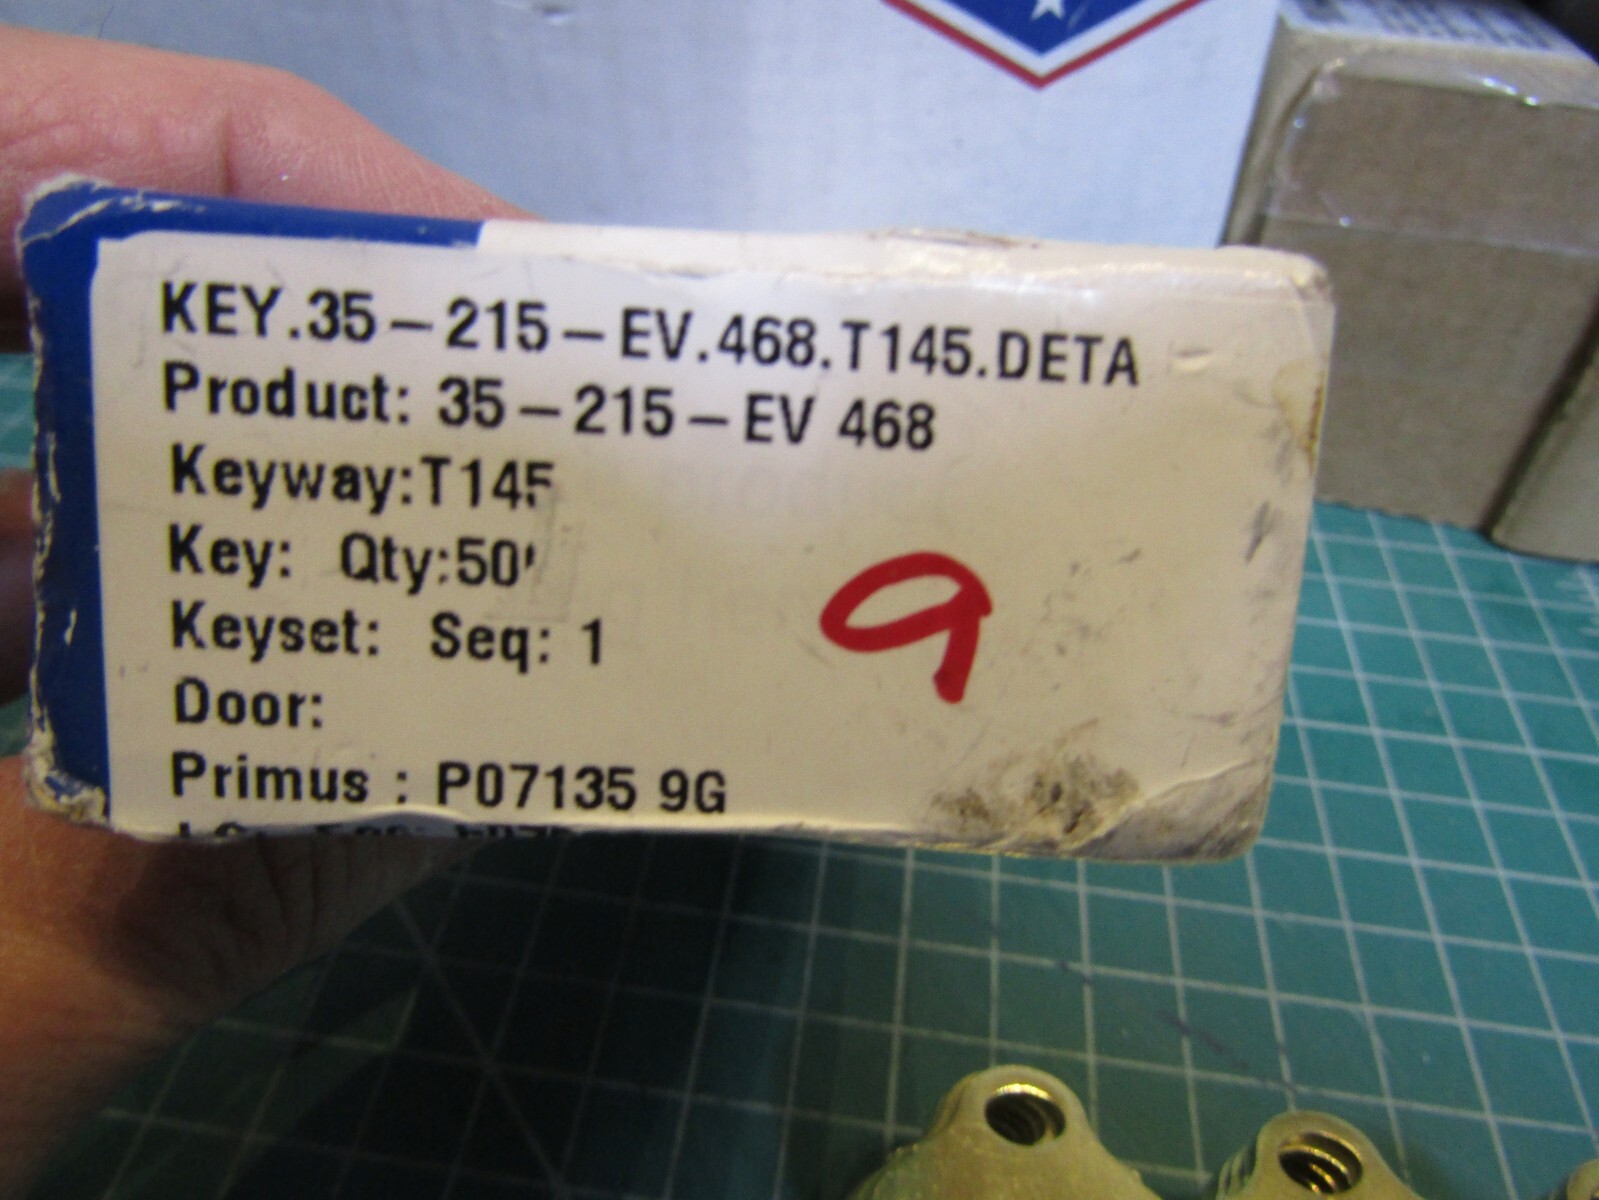 KEY.35-215-EV.468.T145.DETA
Product: 35-215-EV 468
Keyway:T145
Key: Qty:50
Keyset: Seq: 1
9
Door:
Primus : P07135 9G